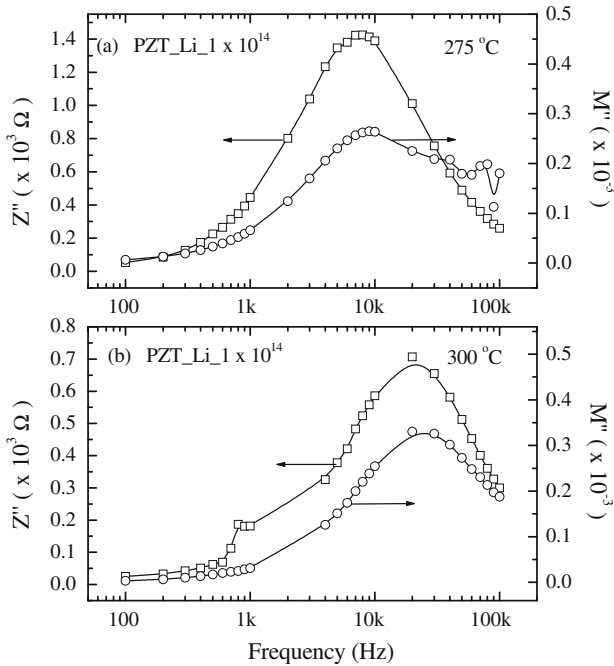 (a) PZT_Li_1 x 10^14
275 °C
1.4
1.2
1.0
0.8
0.6
0.4
0.2
0.0
Z'' ( x 10^3 Ω )
0.5
0.4
0.3
0.2
0.1
0.0
M'' ( x 10^-3 )
100
1k
10k
100k
(b) PZT_Li_1 x 10^14
300 °C
0.8
0.7
0.6
0.5
0.4
0.3
0.2
0.1
0.0
Z'' ( x 10^3 Ω )
0.5
0.4
0.3
0.2
0.1
0.0
M'' ( x 10^-3 )
100
1k
10k
100k
Frequency (Hz)